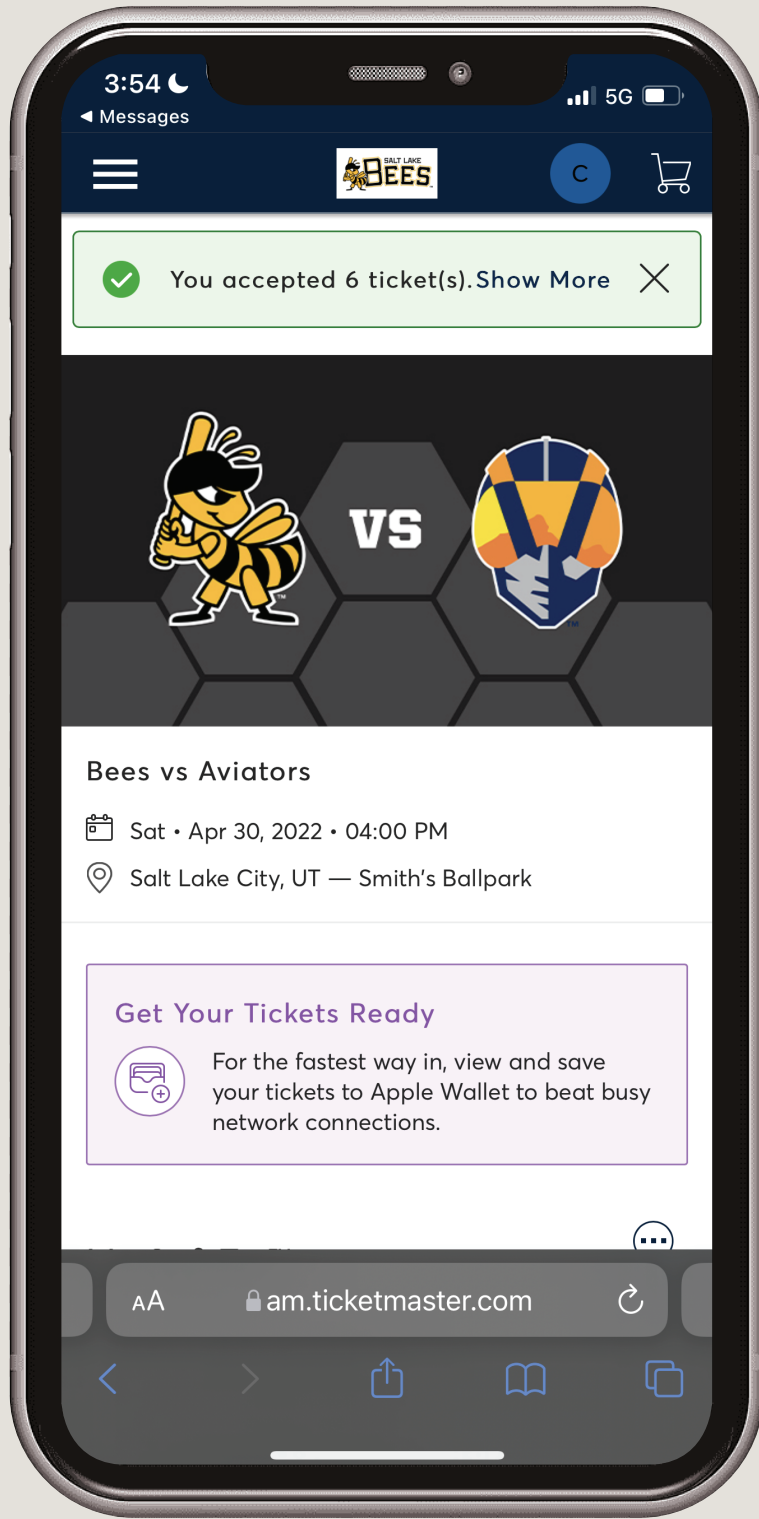 3:54
5G
◀ Messages
SALT LAKE
BEES
C
You accepted 6 ticket(s). Show More
VS
TM
TM
Bees vs Aviators
Sat • Apr 30, 2022 • 04:00 PM
Salt Lake City, UT — Smith's Ballpark
Get Your Tickets Ready
For the fastest way in, view and save
your tickets to Apple Wallet to beat busy
network connections.
AA
am.ticketmaster.com